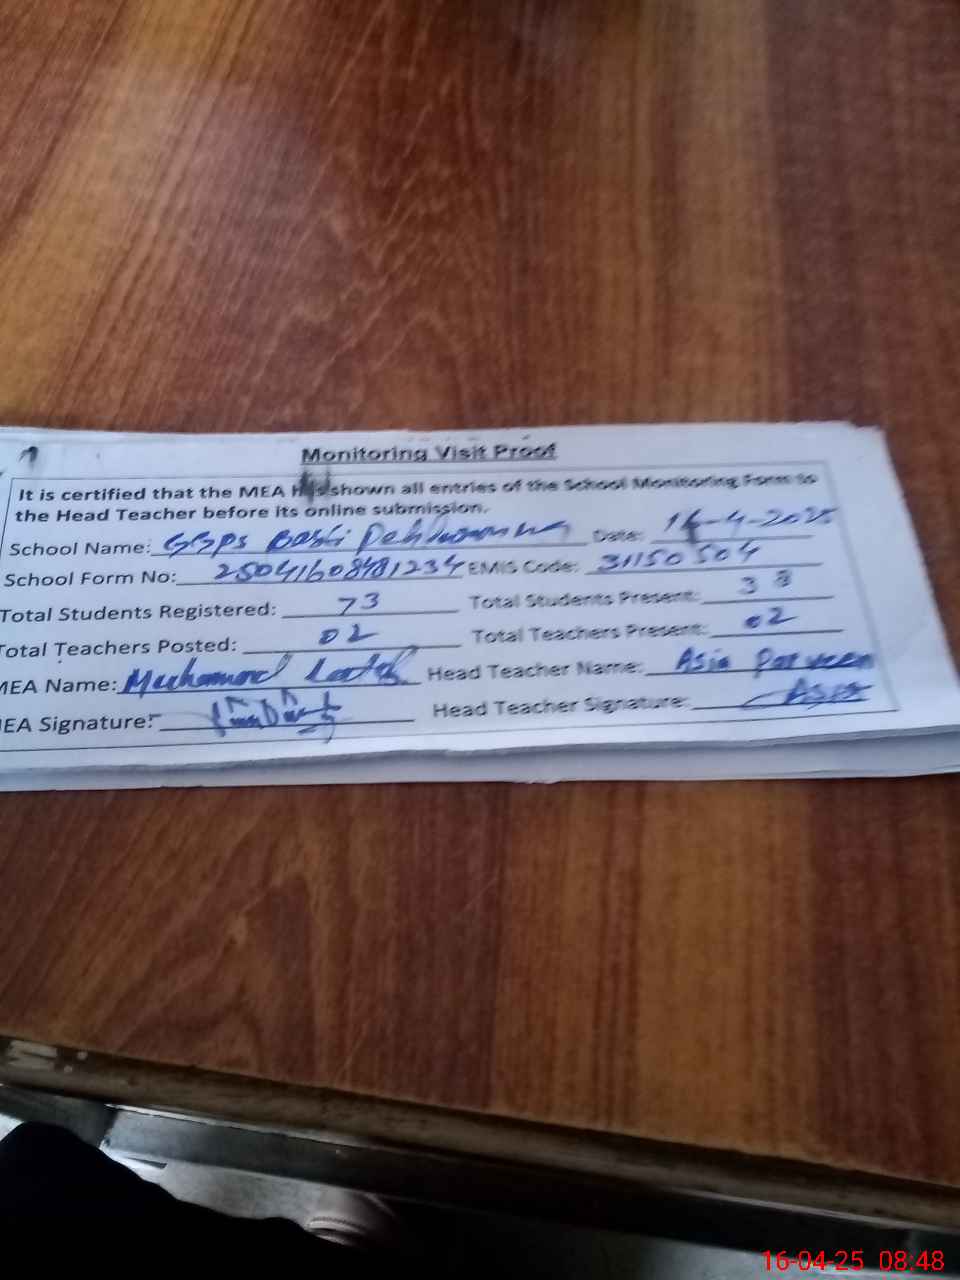 Monitoring Visit Proof
It is certified that the MEA has shown all entries of the School Monitoring Form to
the Head Teacher before its online submission.
School Name: GGPS Basti Date: 16-4-2025
School Form No: 25041608481234 EMIS Code: 31150504
Total Students Registered: 73 Total Students Present: 38
Total Teachers Posted: 02 Total Teachers Present: 02
MEA Name: Muhammad Head Teacher Name: Asia Parveen
MEA Signature: Head Teacher Signature: Asia
16-04-25 08:48